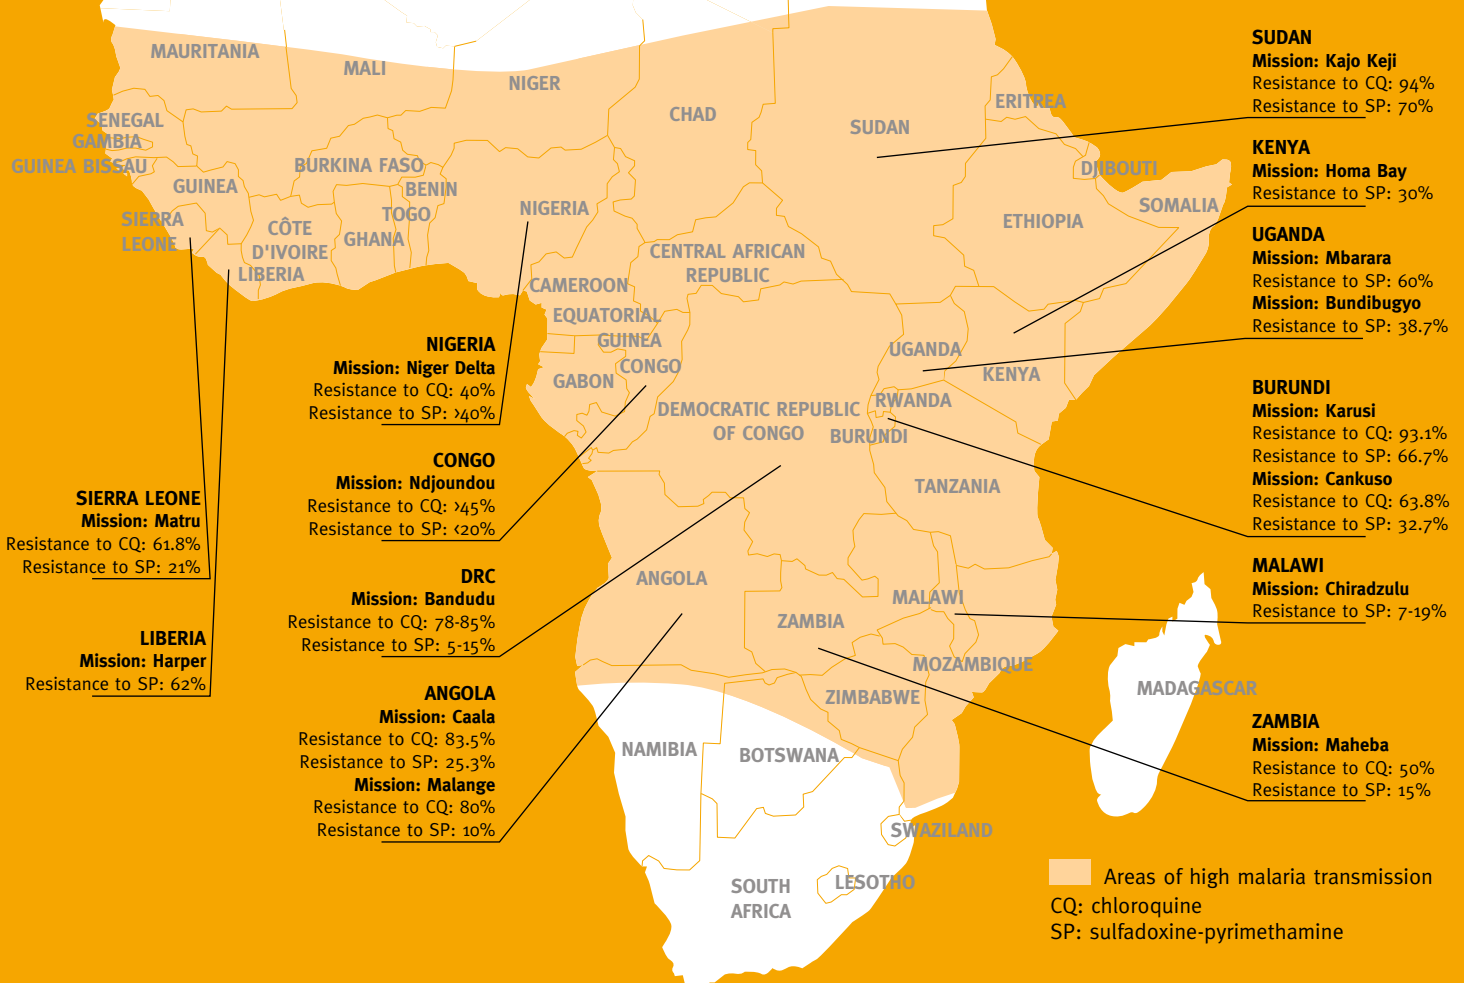 MAURITANIA
MALI
NIGER
CHAD
SUDAN
ERITREA
SENEGAL
GAMBIA
GUINEA BISSAU
GUINEA
BURKINA FASO
BENIN
TOGO
NIGERIA
DJIBOUTI
SOMALIA
ETHIOPIA
SIERRA
LEONE
CÔTE
D'IVOIRE
GHANA
LIBERIA
CENTRAL AFRICAN
REPUBLIC
CAMEROON
EQUATORIAL
GUINEA
CONGO
GABON
UGANDA
KENYA
RWANDA
DEMOCRATIC REPUBLIC
OF CONGO
BURUNDI
TANZANIA
ANGOLA
ZAMBIA
MALAWI
MOZAMBIQUE
ZIMBABWE
MADAGASCAR
NAMIBIA
BOTSWANA
SWAZILAND
LESOTHO
SOUTH
AFRICA
NIGERIA
Mission: Niger Delta
Resistance to CQ: 40%
Resistance to SP: >40%
CONGO
Mission: Ndjoundou
Resistance to CQ: >45%
Resistance to SP: <20%
SIERRA LEONE
Mission: Matru
Resistance to CQ: 61.8%
Resistance to SP: 21%
DRC
Mission: Bandudu
Resistance to CQ: 78-85%
Resistance to SP: 5-15%
LIBERIA
Mission: Harper
Resistance to SP: 62%
ANGOLA
Mission: Caala
Resistance to CQ: 83.5%
Resistance to SP: 25.3%
Mission: Malange
Resistance to CQ: 80%
Resistance to SP: 10%
SUDAN
Mission: Kajo Keji
Resistance to CQ: 94%
Resistance to SP: 70%
KENYA
Mission: Homa Bay
Resistance to SP: 30%
UGANDA
Mission: Mbarara
Resistance to SP: 60%
Mission: Bundibugyo
Resistance to SP: 38.7%
BURUNDI
Mission: Karusi
Resistance to CQ: 93.1%
Resistance to SP: 66.7%
Mission: Cankuso
Resistance to CQ: 63.8%
Resistance to SP: 32.7%
MALAWI
Mission: Chiradzulu
Resistance to SP: 7-19%
ZAMBIA
Mission: Maheba
Resistance to CQ: 50%
Resistance to SP: 15%
Areas of high malaria transmission
CQ: chloroquine
SP: sulfadoxine-pyrimethamine